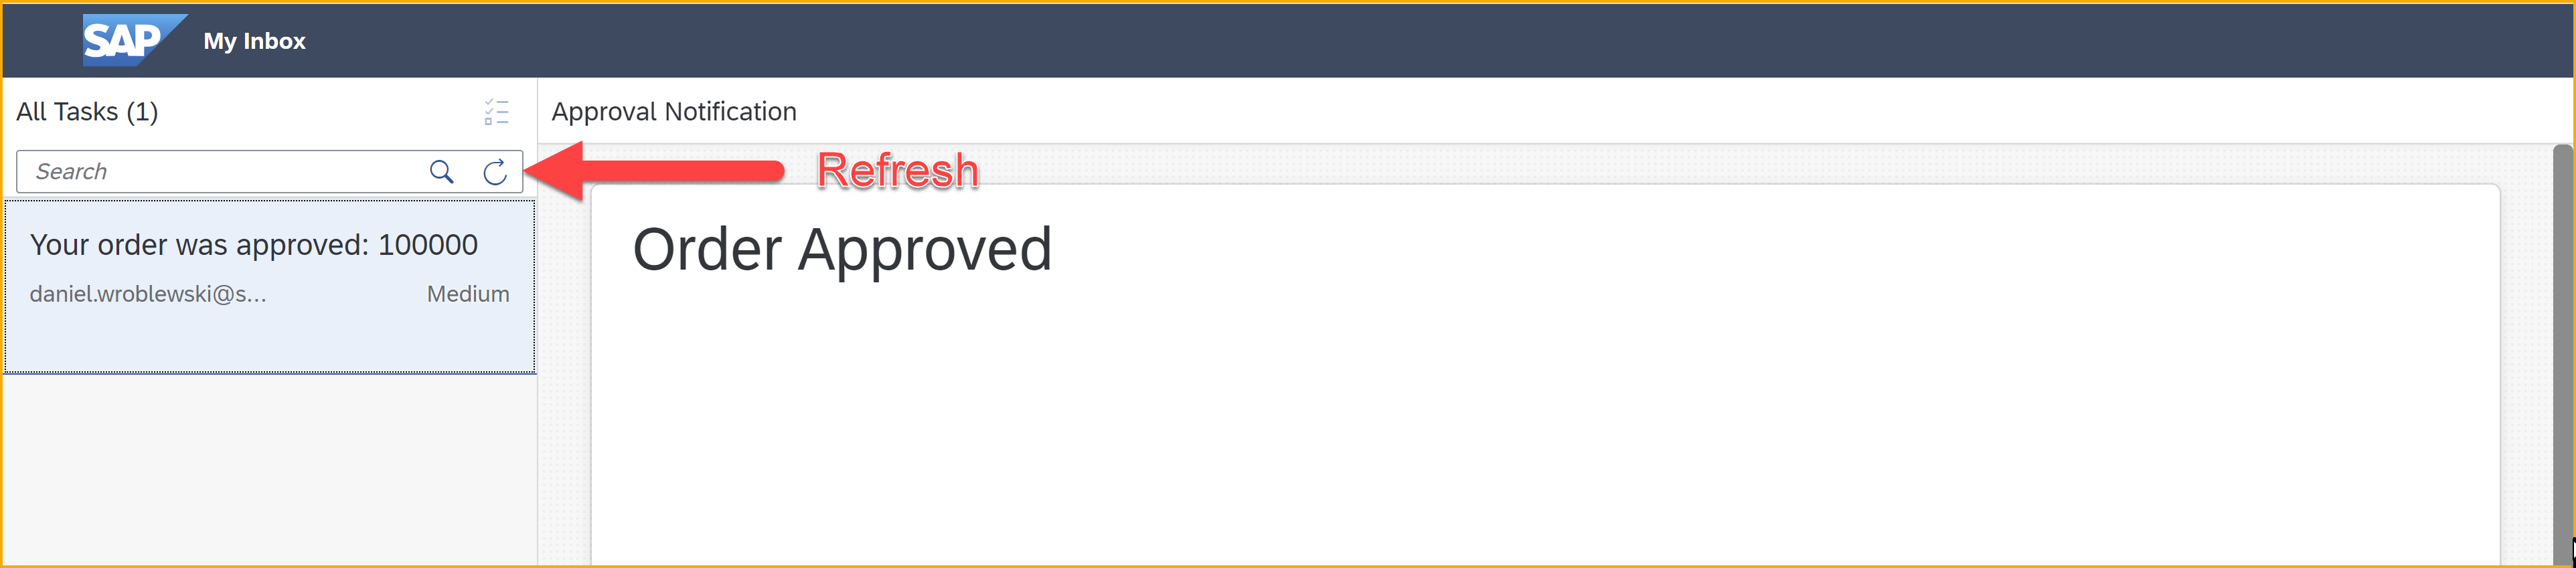 SAP My Inbox
All Tasks (1)
Approval Notification
Search
Refresh
Your order was approved: 100000
daniel.wroblewski@s... Medium
Order Approved